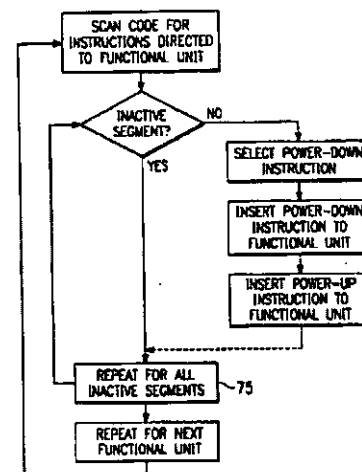 SCAN CODE FOR
INSTRUCTIONS DIRECTED
TO FUNCTIONAL UNIT
INACTIVE
SEGMENT?
NO
YES
SELECT POWER-DOWN
INSTRUCTION
INSERT POWER-DOWN
INSTRUCTION TO
FUNCTIONAL UNIT
INSERT POWER-UP
INSTRUCTION TO
FUNCTIONAL UNIT
REPEAT FOR ALL
INACTIVE SEGMENTS
75
REPEAT FOR NEXT
FUNCTIONAL UNIT